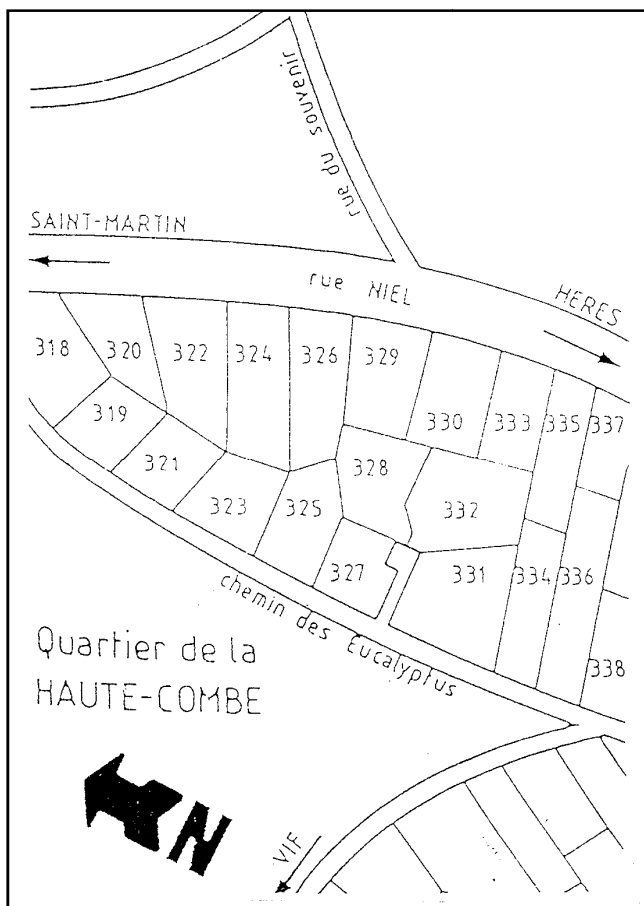 rue du souvenir
SAINT-MARTIN
rue NIEL
HERES
318
320
322
324
326
329
330
333
335
337
319
321
323
325
328
332
327
331
334
336
338
chemin des Eucalyptus
Quartier de la
HAUTE-COMBE
N
VIF